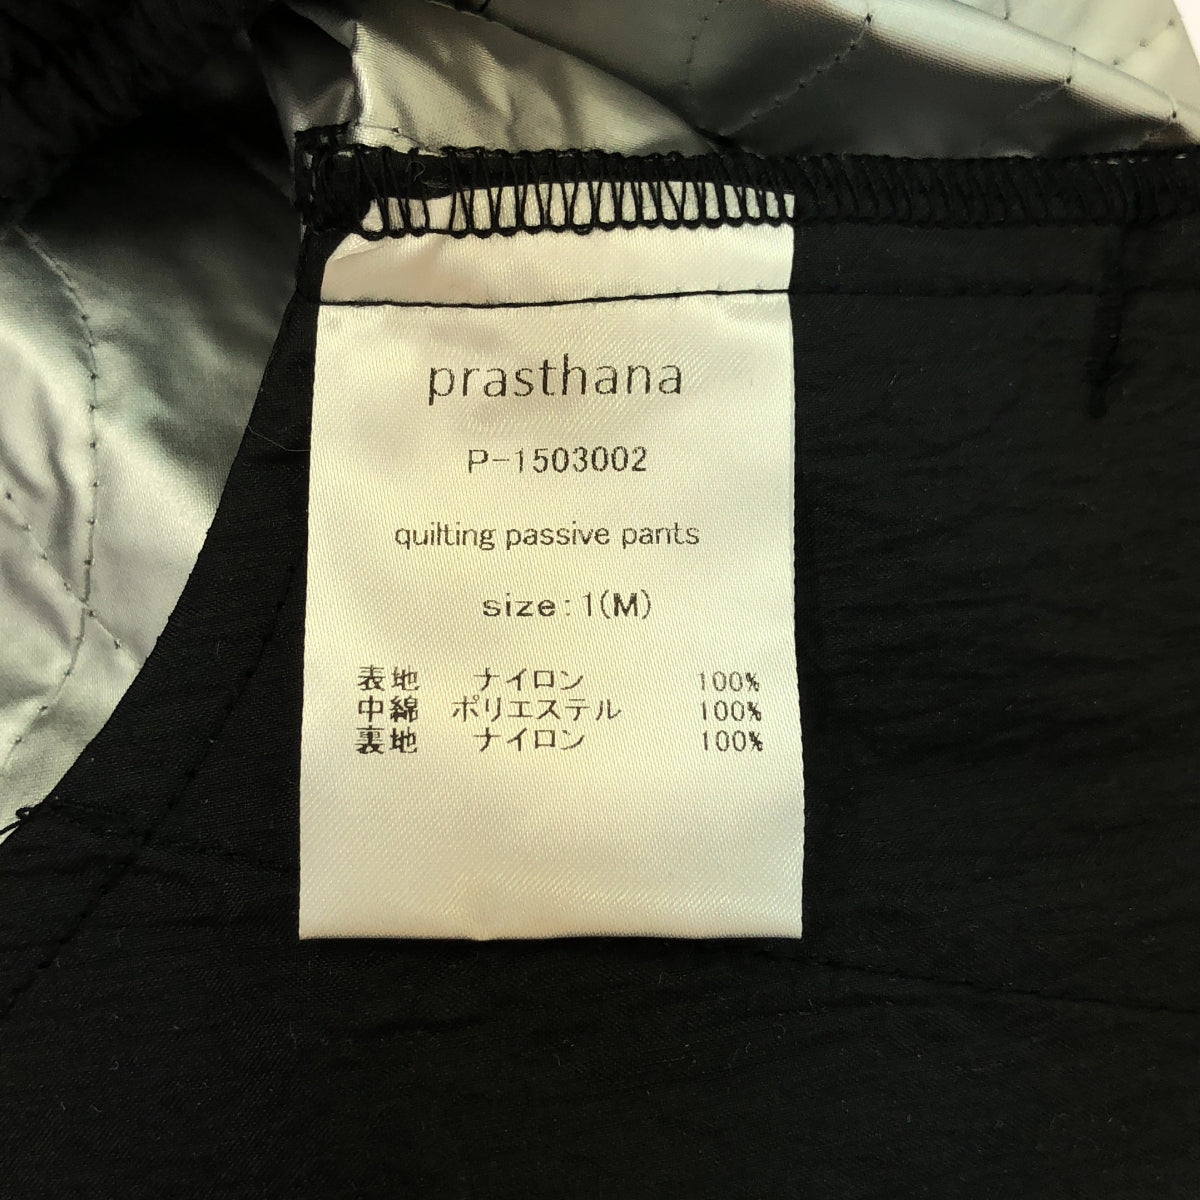 prasthana
P-1503002
quilting passive pants
size:1(M)
表地 ナイロン 100%
中綿 ポリエステル 100%
裏地 ナイロン 100%